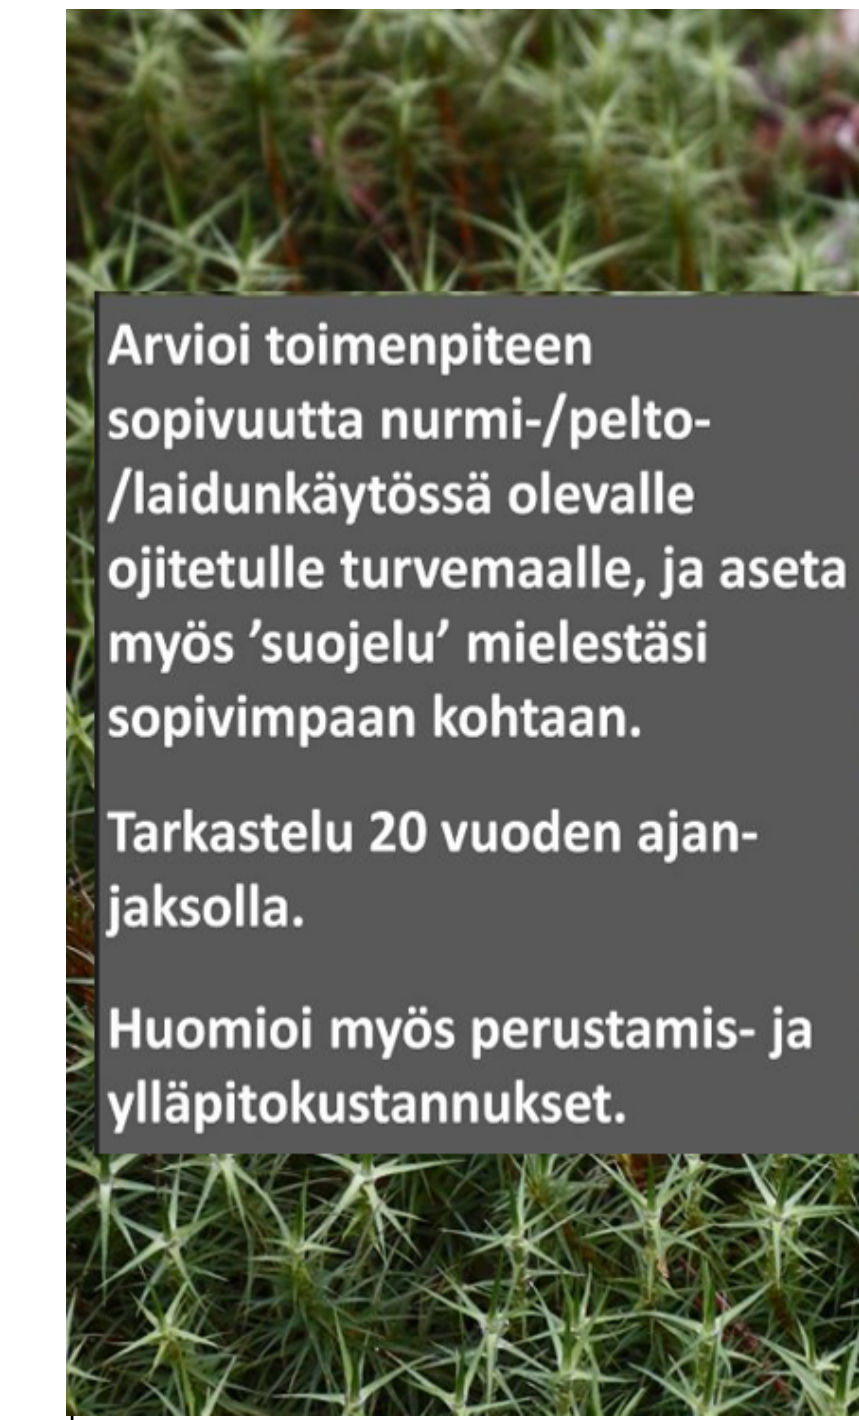 Arvioi toimenpiteen
sopivuutta nurmi-/pelto-
/laidunkäytössä olevalle
ojitetulle turvemaalle, ja aseta
myös ’suojelu’ mielestäsi
sopivimpaan kohtaan.
Tarkastelu 20 vuoden ajan-
jaksolla.
Huomioi myös perustamis- ja
ylläpitokustannukset.